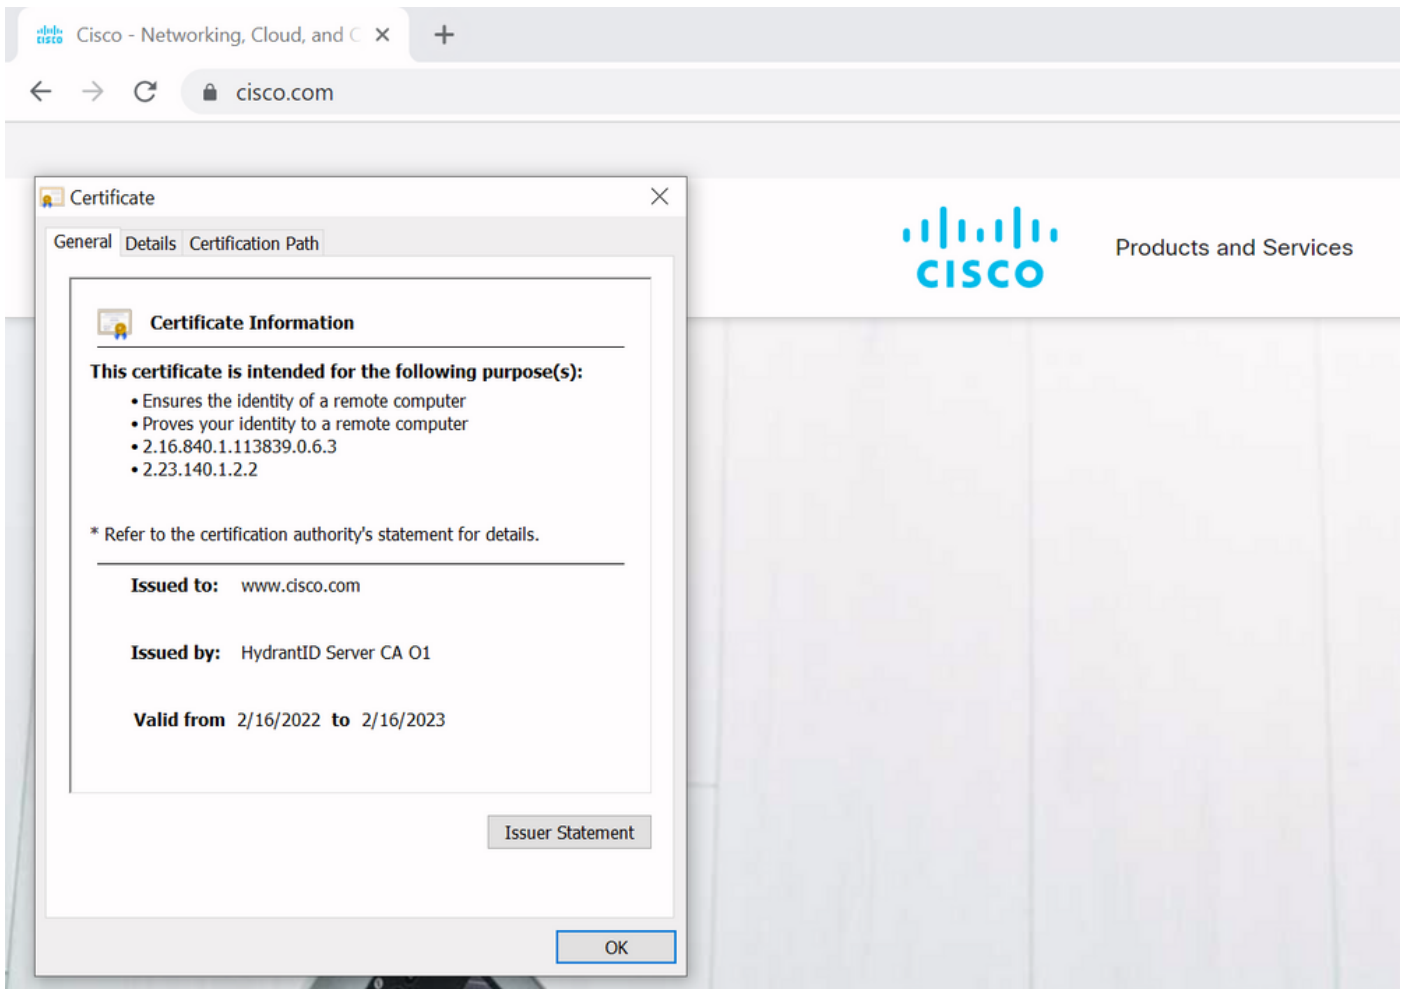 cisco
Cisco - Networking, Cloud, and C
cisco.com
Certificate
General Details Certification Path
CISCO
Products and Services
Certificate Information
This certificate is intended for the following purpose(s):
• Ensures the identity of a remote computer
• Proves your identity to a remote computer
• 2.16.840.1.113839.0.6.3
• 2.23.140.1.2.2
* Refer to the certification authority's statement for details.
Issued to: www.cisco.com
Issued by: HydrantID Server CA O1
Valid from 2/16/2022 to 2/16/2023
Issuer Statement
OK